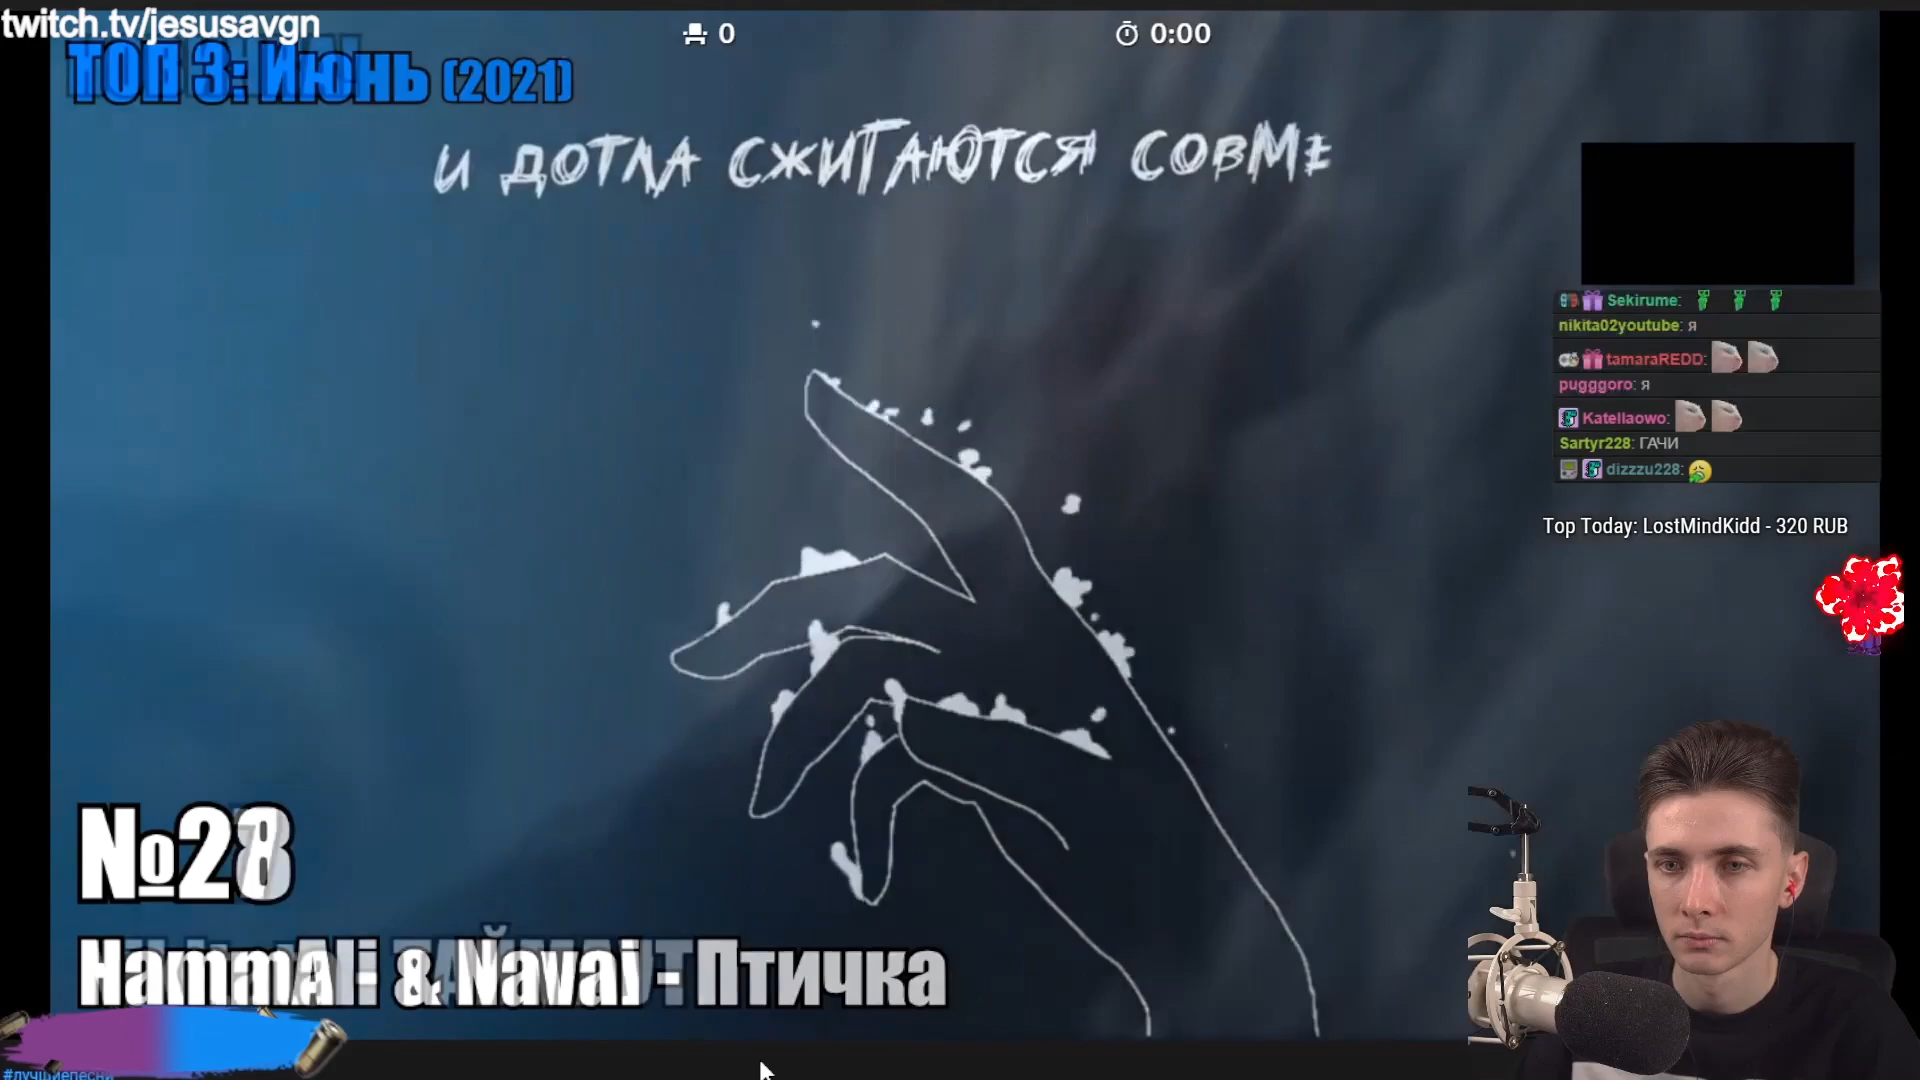 twitch.tv/jesusavgn
0
0:00
ТОП 3: Июнь (2021)
И ДОТЛА СЖИГАЮТСЯ СОВМЕ
Sekirume:
nikita02youtube: я
tamaraREDD:
pugggoro: я
Katellaowo:
Sartyr228: ГАЧИ
dizzzu228:
Top Today: LostMindKidd - 320 RUB
№28
HammAli & Navai - Птичка
#лучшиепесни